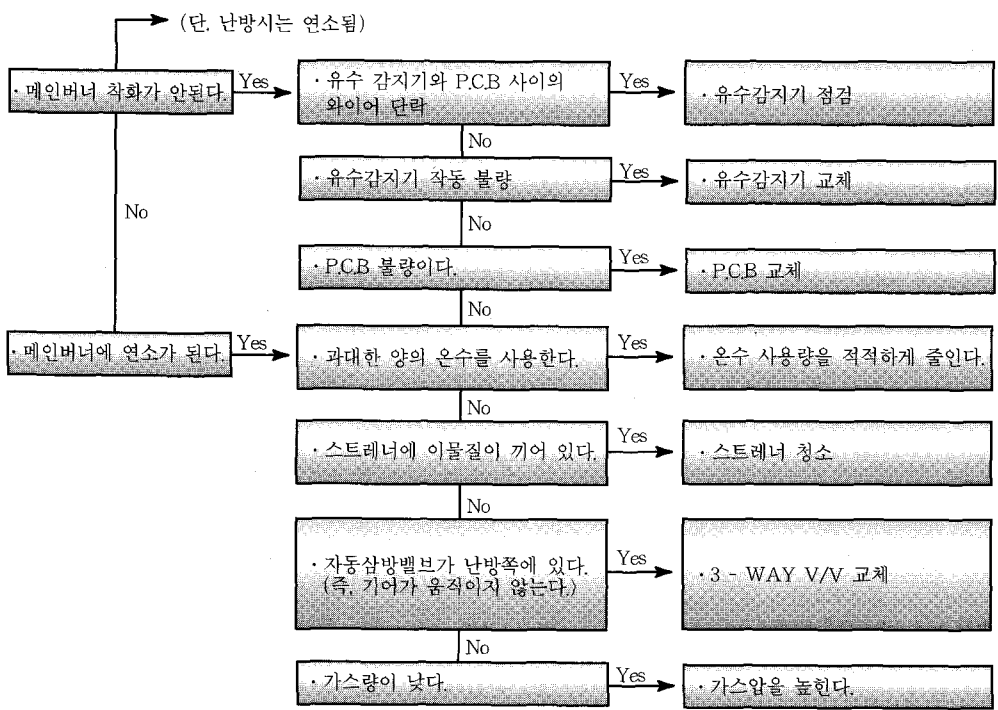 (단, 난방시는 연소됨)
· 메인버너 착화가 안된다.
Yes
· 유수 감지기와 P.C.B 사이의
와이어 단락
Yes
· 유수감지기 점검
No
· 유수감지기 작동 불량
Yes
· 유수감지기 교체
No
No
· P.C.B 불량이다.
Yes
· P.C.B 교체
No
· 메인버너에 연소가 된다.
Yes
· 과대한 양의 온수를 사용한다.
Yes
· 온수 사용량을 적적하게 줄인다.
No
· 스트레너에 이물질이 끼어 있다.
Yes
· 스트레너 청소
No
· 자동삼방밸브가 난방쪽에 있다.
(즉, 기어가 움직이지 않는다.)
Yes
· 3 - WAY V/V 교체
No
· 가스량이 낮다.
Yes
· 가스압을 높힌다.